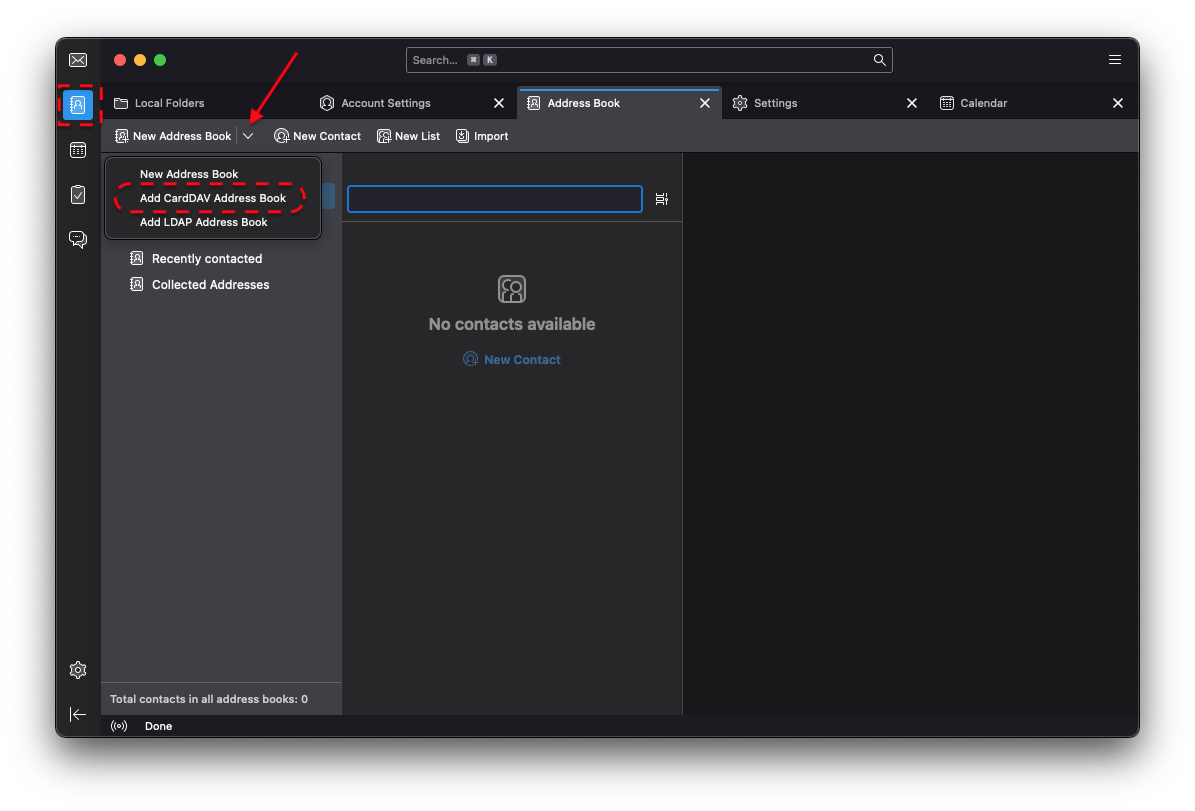 Search... ⌘ K
Local Folders
Account Settings
Address Book
Settings
Calendar
New Address Book
New Contact
New List
Import
New Address Book
Add CardDAV Address Book
Add LDAP Address Book
Recently contacted
Collected Addresses
No contacts available
New Contact
Total contacts in all address books: 0
Done